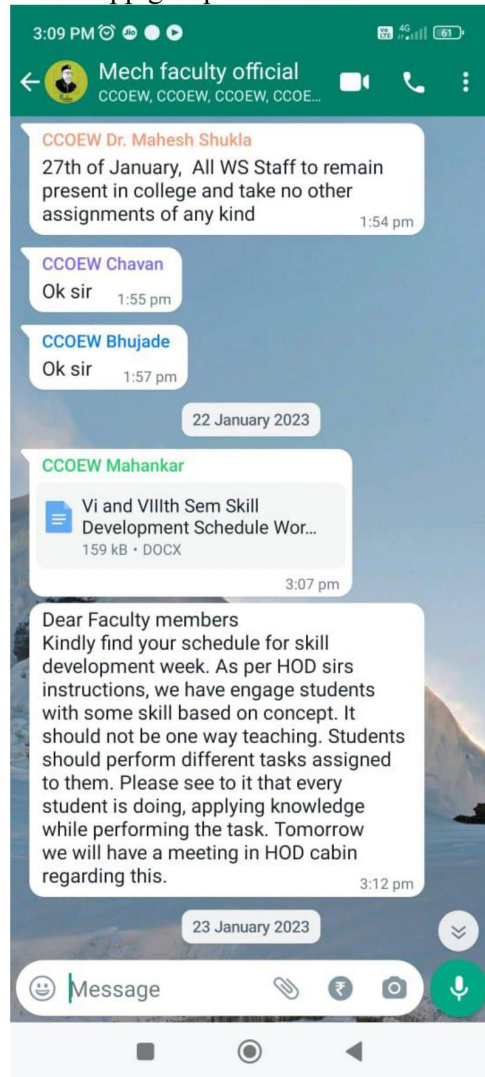 3:09 PM
4G 61
Mech faculty official
CCOEW, CCOEW, CCOEW, CCOE...
CCOEW Dr. Mahesh Shukla
27th of January,  All WS Staff to remain
present in college and take no other
assignments of any kind
1:54 pm
CCOEW Chavan
Ok sir
1:55 pm
CCOEW Bhujade
Ok sir
1:57 pm
22 January 2023
CCOEW Mahankar
Vi and VIIIth Sem Skill
Development Schedule Wor...
159 kB • DOCX
3:07 pm
Dear Faculty members
Kindly find your schedule for skill
development week. As per HOD sirs
instructions, we have engage students
with some skill based on concept. It
should not be one way teaching. Students
should perform different tasks assigned
to them. Please see to it that every
student is doing, applying knowledge
while performing the task. Tomorrow
we will have a meeting in HOD cabin
regarding this.
3:12 pm
23 January 2023
Message